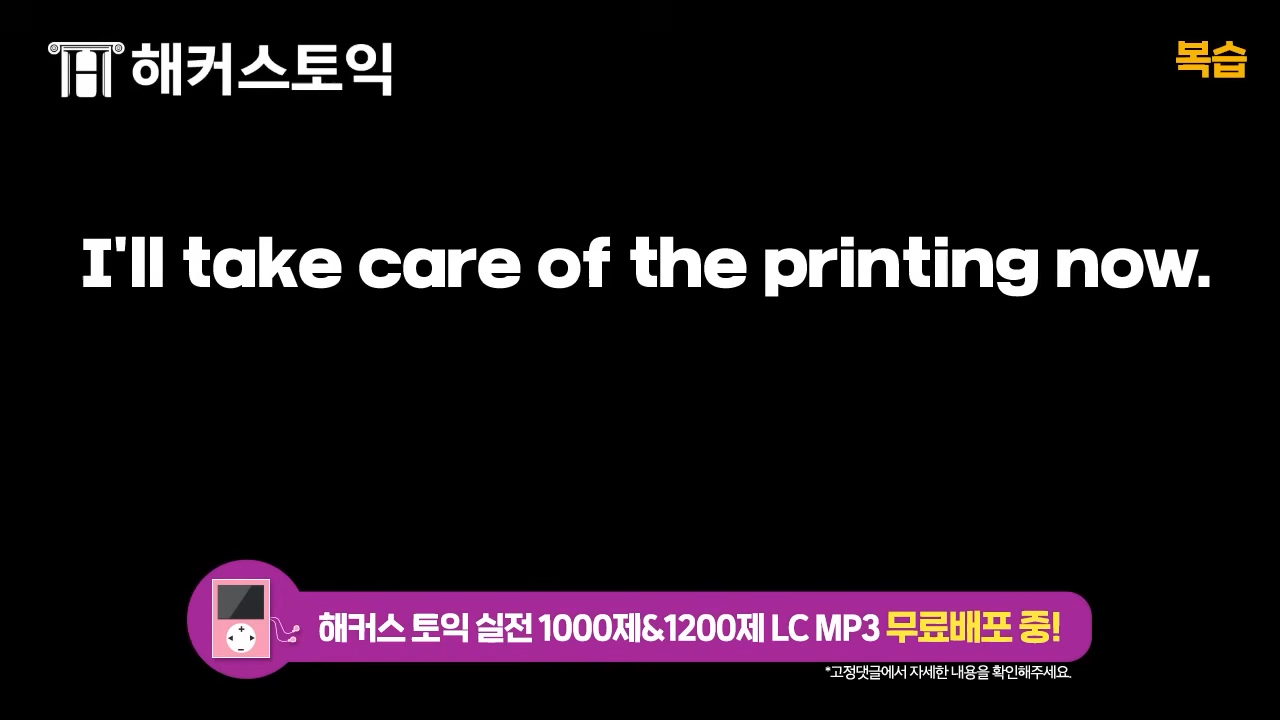 해커스토익
복습
I'll take care of the printing now.
해커스 토익 실전 1000제&1200제 LC MP3 무료배포 중!
*고정댓글에서 자세한 내용을 확인해주세요.